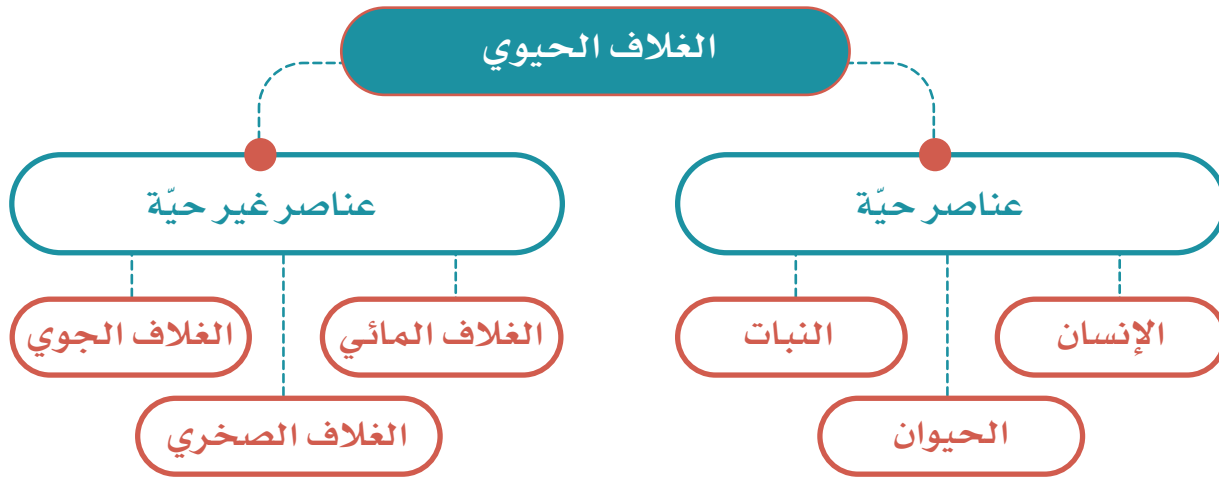 الغلاف الحيوي
عناصر حيّة
عناصر غير حيّة
الإنسان
النبات
الغلاف المائي
الغلاف الجوي
الحيوان
الغلاف الصخري